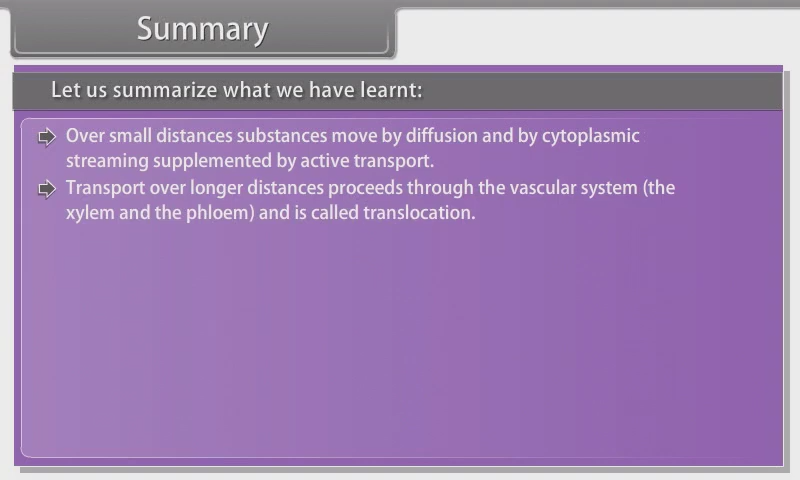 Summary
Let us summarize what we have learnt:
Over small distances substances move by diffusion and by cytoplasmic
streaming supplemented by active transport.
Transport over longer distances proceeds through the vascular system (the
xylem and the phloem) and is called translocation.